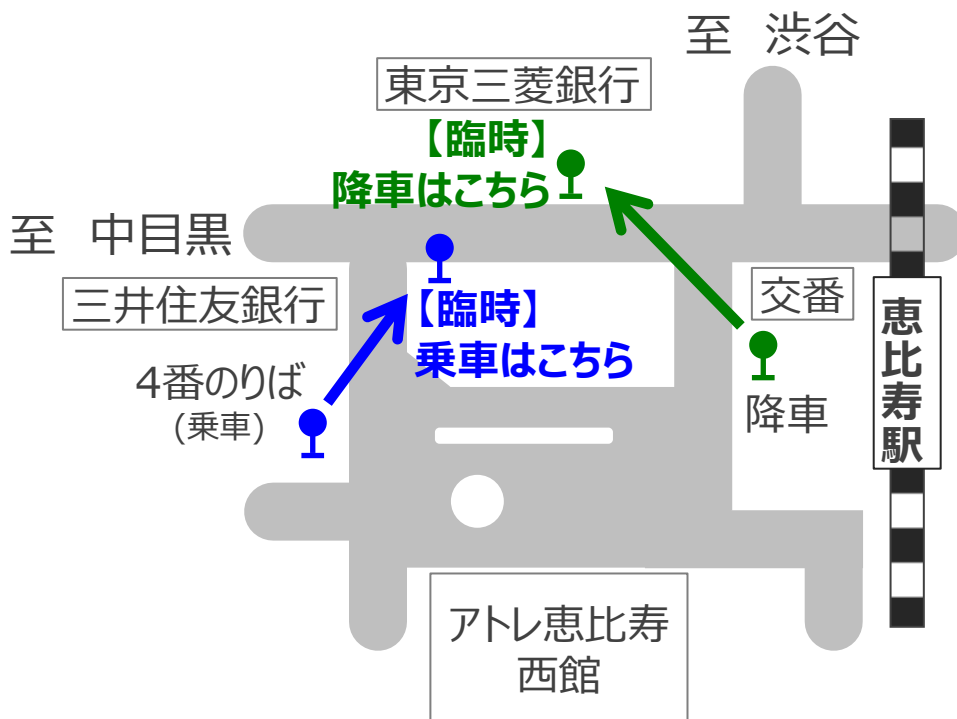 至 渋谷
東京三菱銀行
【臨時】
降車はこちら
至 中目黒
三井住友銀行
【臨時】
乗車はこちら
交番
4番のりば
(乗車)
降車
恵比寿駅
アトレ恵比寿
西館